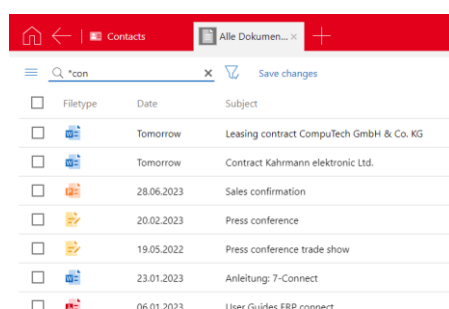 Contacts
Alle Dokumen...
*con
Save changes
Filetype Date Subject
Tomorrow Leasing contract CompuTech GmbH & Co. KG
Tomorrow Contract Kahrmann elektronic Ltd.
28.06.2023 Sales confirmation
20.02.2023 Press conference
19.05.2022 Press conference trade show
23.01.2023 Anleitung: 7-Connect
06.01.2023 User Guides ERP connect